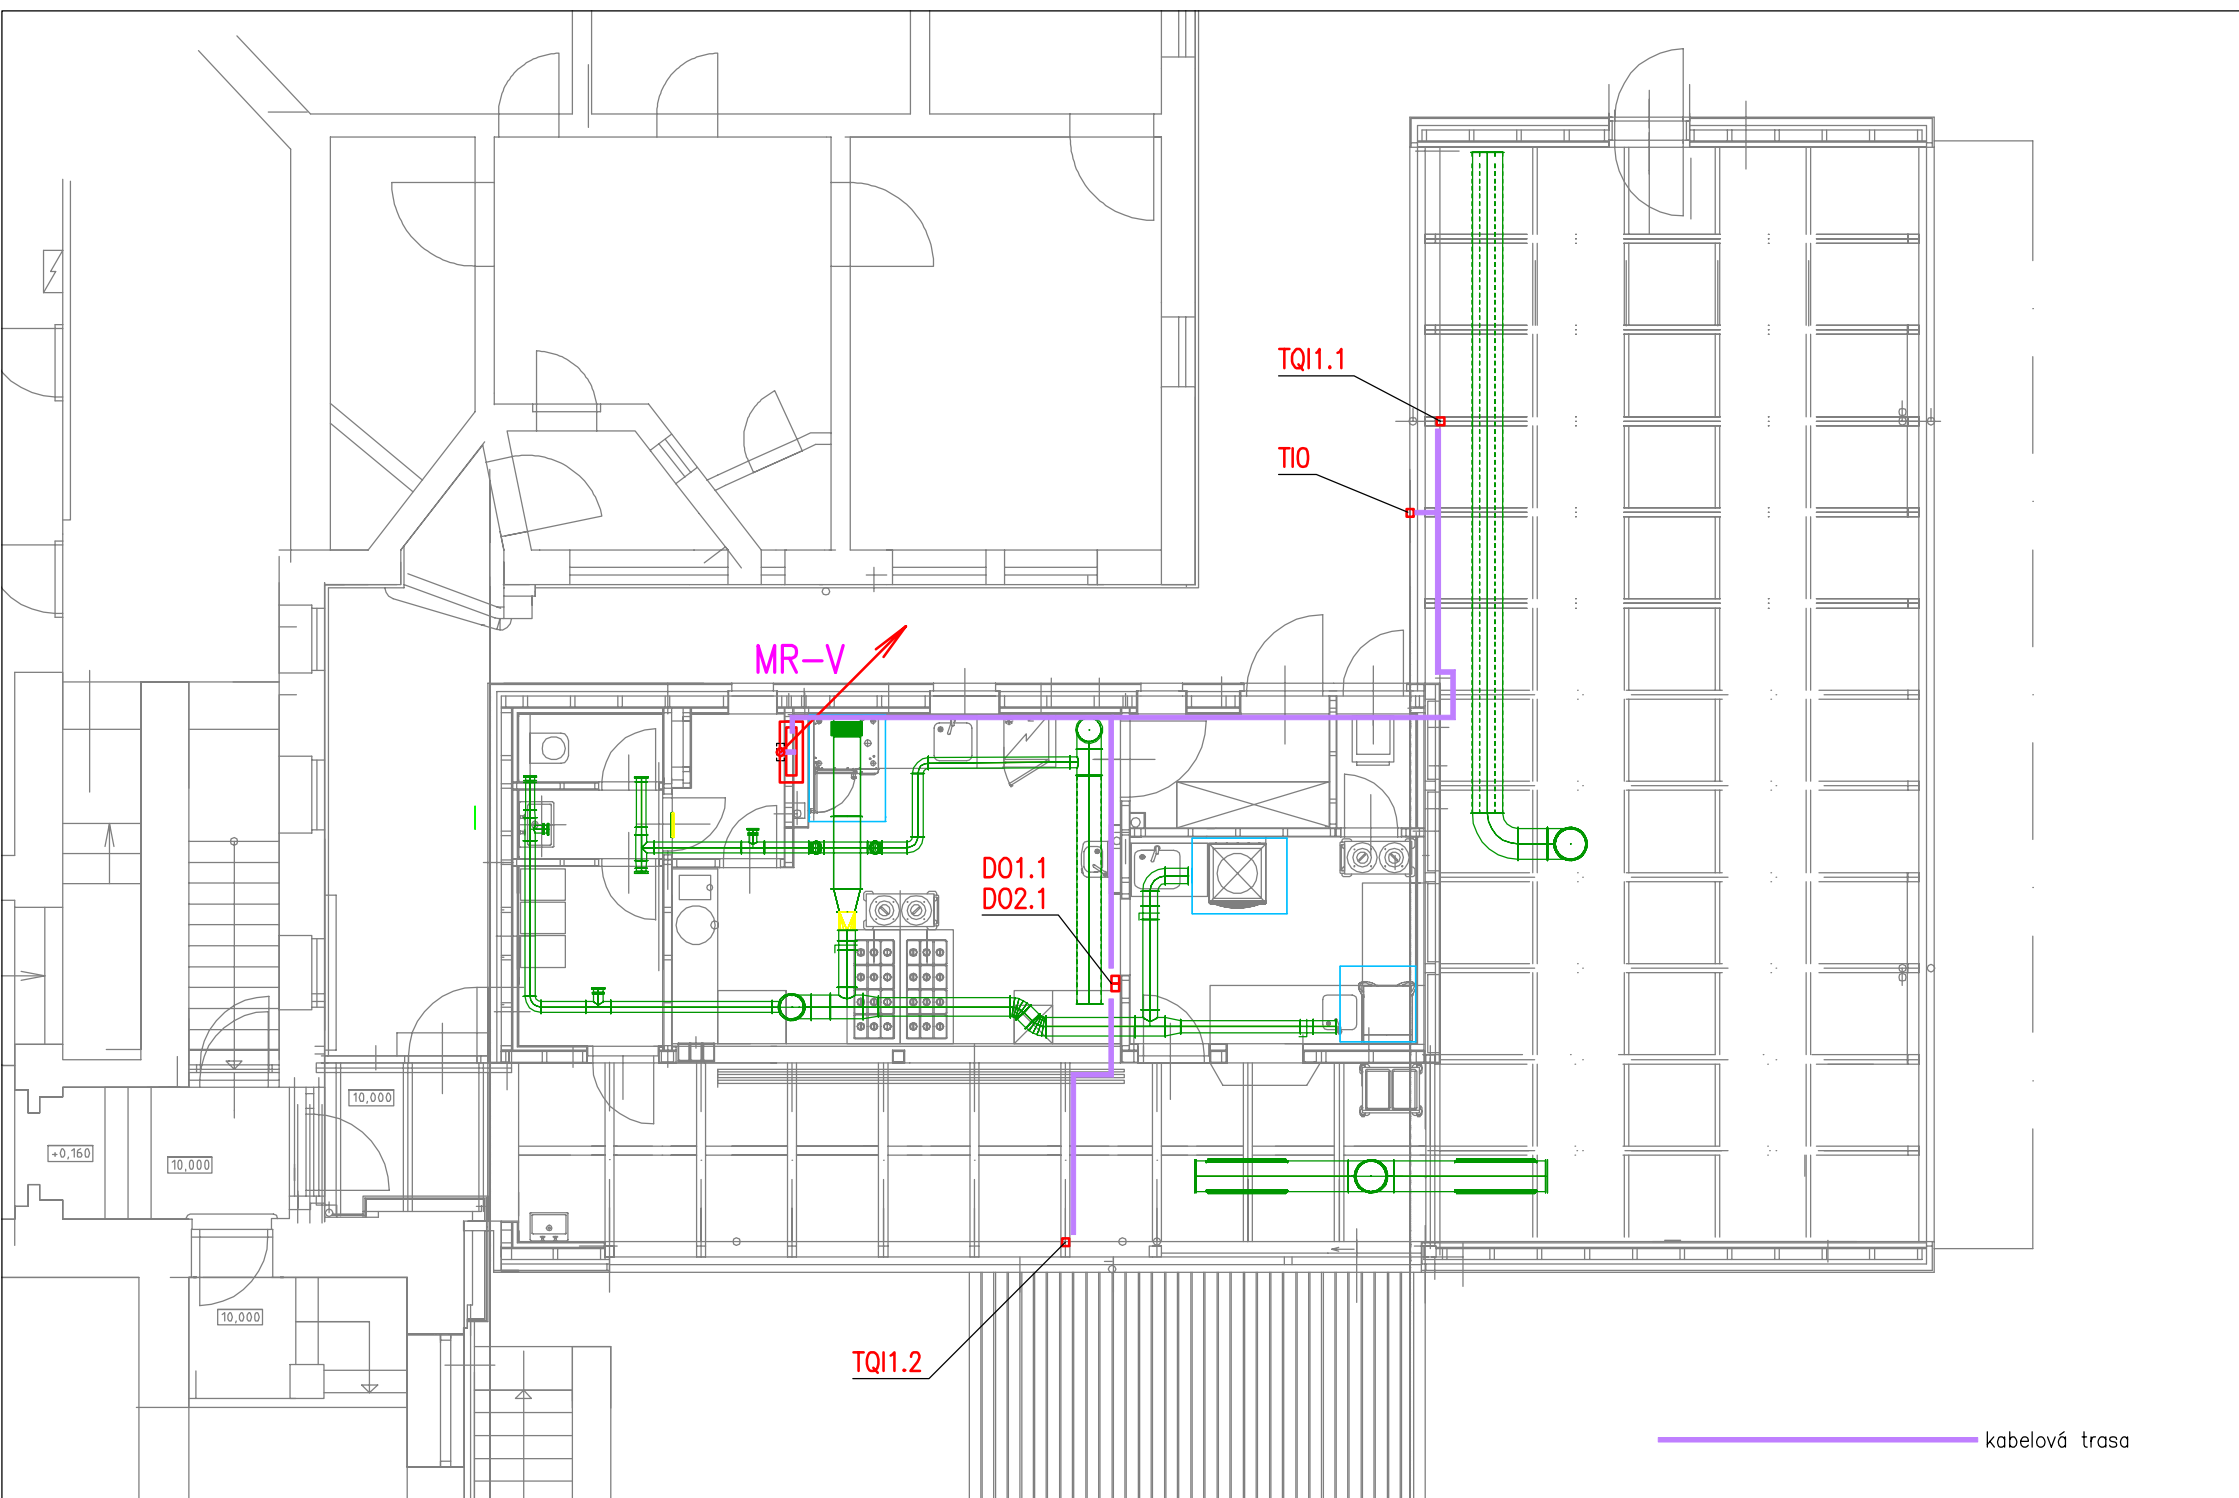 TQI1.1
TI0
MR-V
DO1.1
DO2.1
10,000
+0,160
10,000
10,000
TQI1.2
kabelová trasa